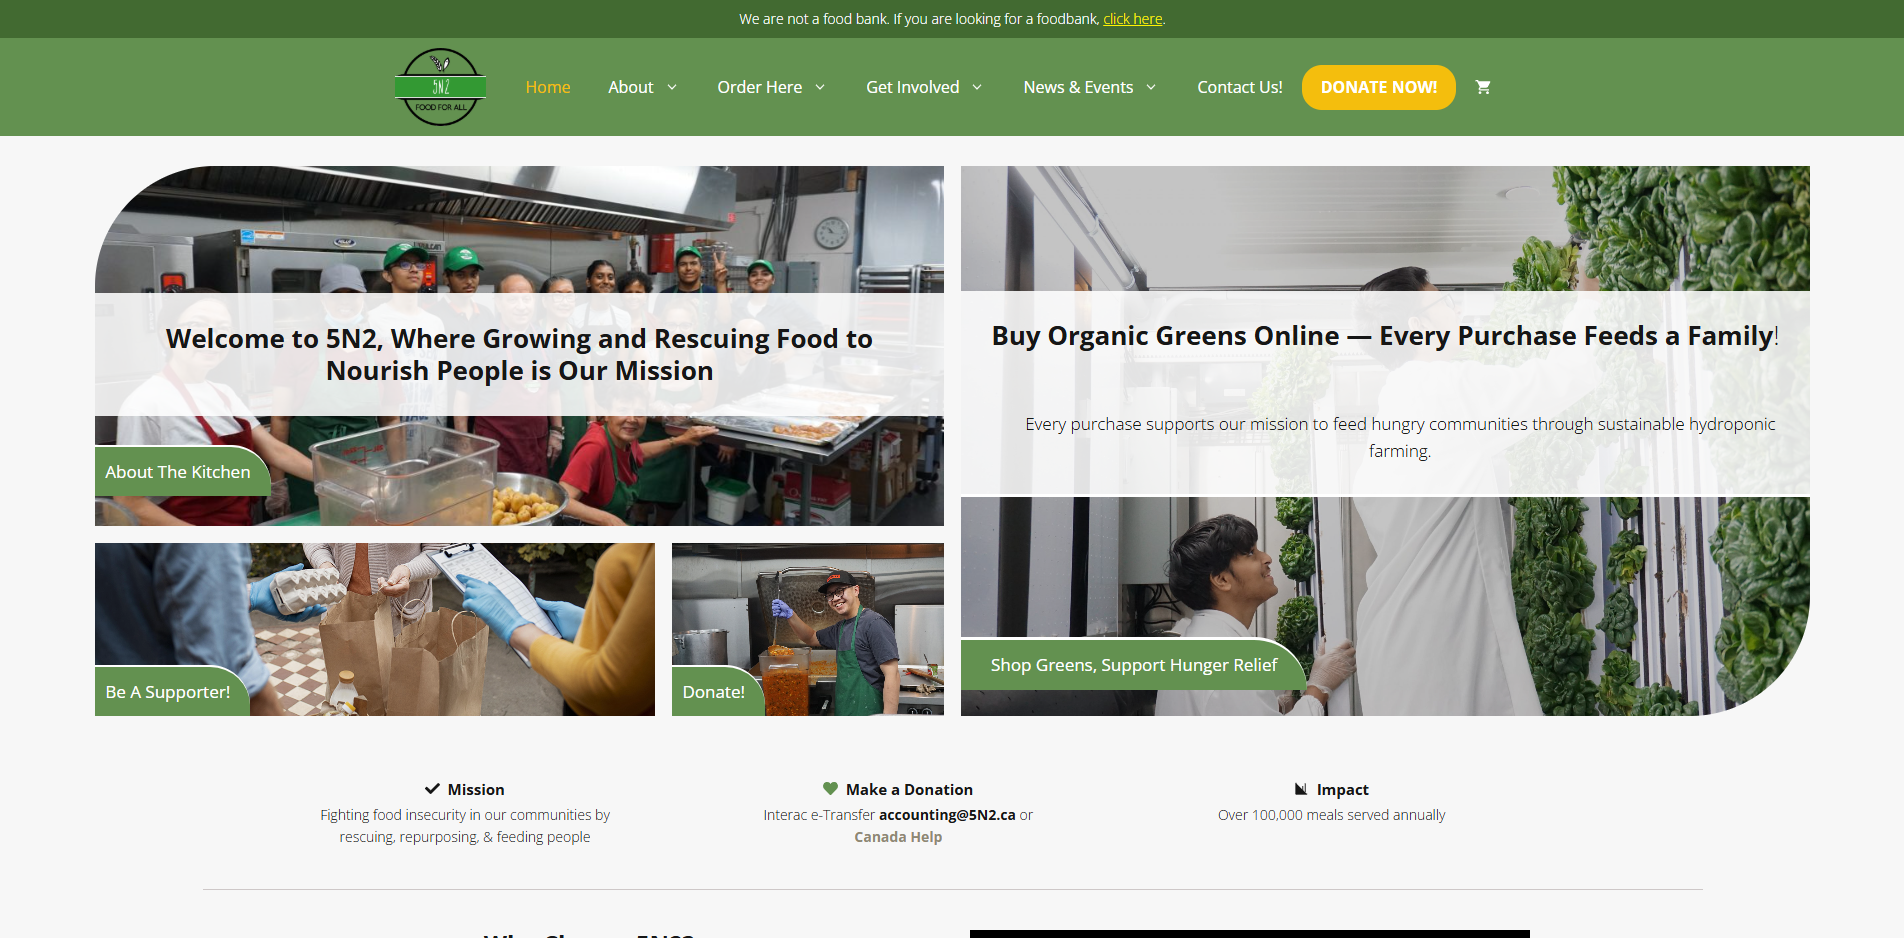 We are not a food bank. If you are looking for a foodbank, click here.
5N2
FOOD FOR ALL
Home
About
Order Here
Get Involved
News & Events
Contact Us!
DONATE NOW!
Welcome to 5N2, Where Growing and Rescuing Food to
Nourish People is Our Mission
About The Kitchen
Buy Organic Greens Online — Every Purchase Feeds a Family!
Every purchase supports our mission to feed hungry communities through sustainable hydroponic
farming.
Be A Supporter!
Donate!
Shop Greens, Support Hunger Relief
Mission
Fighting food insecurity in our communities by
rescuing, repurposing, & feeding people
Make a Donation
Interac e-Transfer accounting@5N2.ca or
Canada Help
Impact
Over 100,000 meals served annually